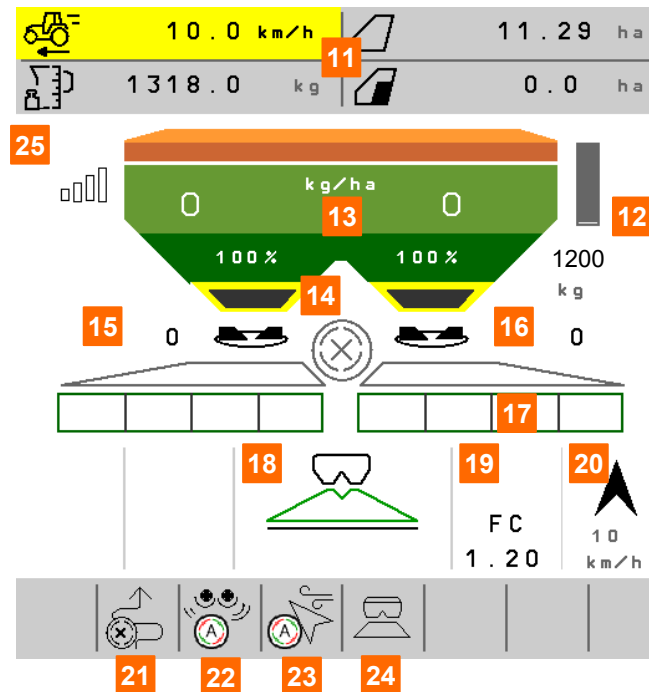 10.0 km/h 11.29 ha
11
1318.0 kg 0.0 ha
25
kg/ha
0 13 0 12
100% 100% 1200
kg
14
15 0 16 0
17
18 19 20
FC 10
1.20 km/h
A A
21 22 23 24